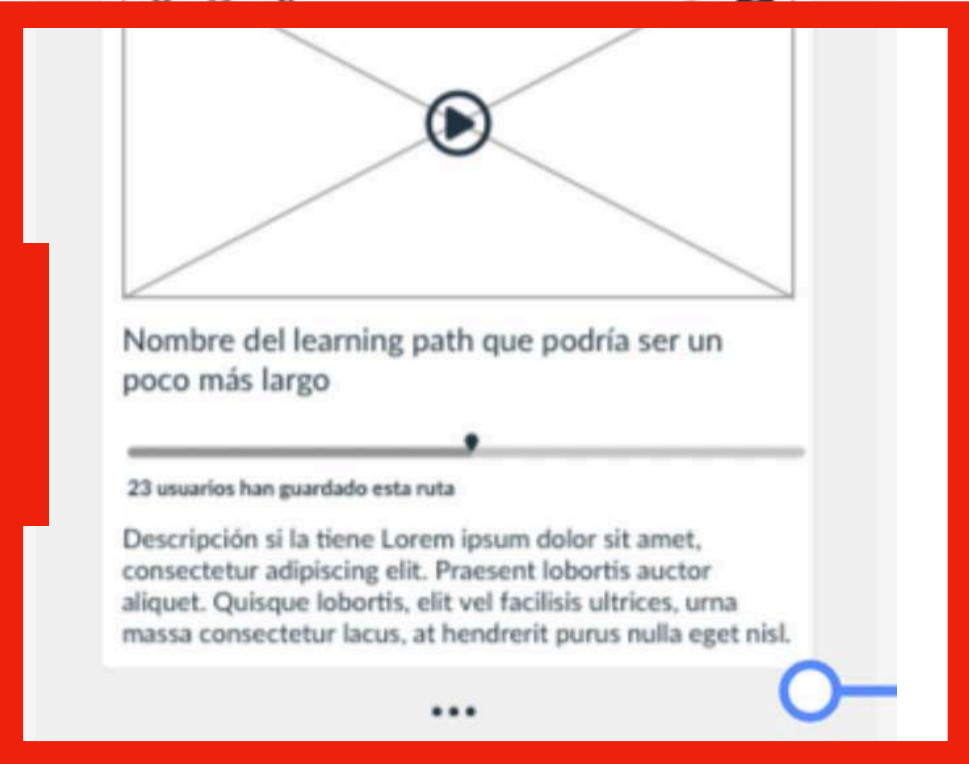 Nombre del learning path que podría ser un
poco más largo
23 usuarios han guardado esta ruta
Descripción si la tiene Lorem ipsum dolor sit amet,
consectetur adipiscing elit. Praesent lobortis auctor
aliquet. Quisque lobortis, elit vel facilisis ultrices, urna
massa consectetur lacus, at hendrerit purus nulla eget nisl.